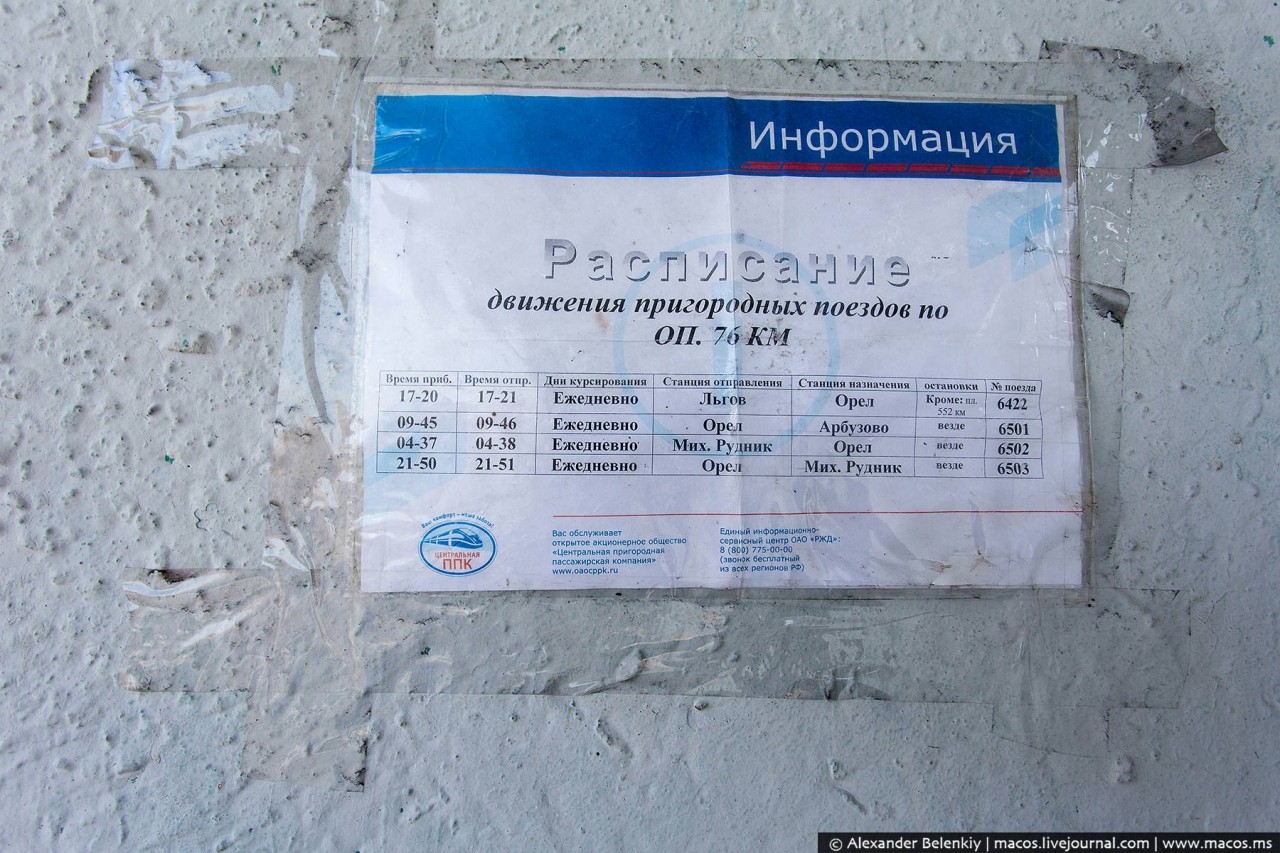 Информация
Расписание
движения пригородных поездов по
ОП. 76 КМ
Время приб. Время отпр. Дни курсирования Станция отправления Станция назначения остановки № поезда
17-20 17-21 Ежедневно Льгов Орел Кроме: пл. 552 км 6422
09-45 09-46 Ежедневно Орел Арбузово везде 6501
04-37 04-38 Ежедневно Мих. Рудник Орел везде 6502
21-50 21-51 Ежедневно Орел Мих. Рудник везде 6503
Ваш комфорт – наша забота!
ЦЕНТРАЛЬНАЯ
ППК
Вас обслуживает
открытое акционерное общество
«Центральная пригородная
пассажирская компания»
www.oaocppk.ru
Единый информационно-
сервисный центр ОАО «РЖД»:
8 (800) 775-00-00
(звонок бесплатный
из всех регионов РФ)
© Alexander Belenkiy | macos.livejournal.com | www.macos.ms